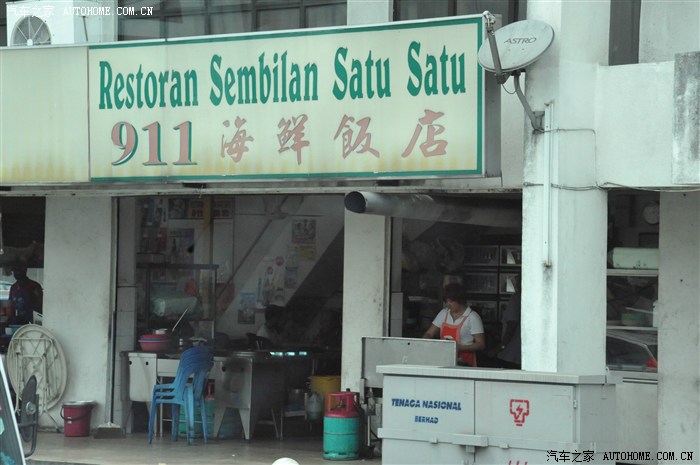 汽车之家 AUTOHOME.COM.CN
ASTRO
Restoran Sembilan Satu Satu
911 海鲜飯店
TENAGA NASIONAL
BERHAD
汽车之家 AUTOHOME.COM.CN